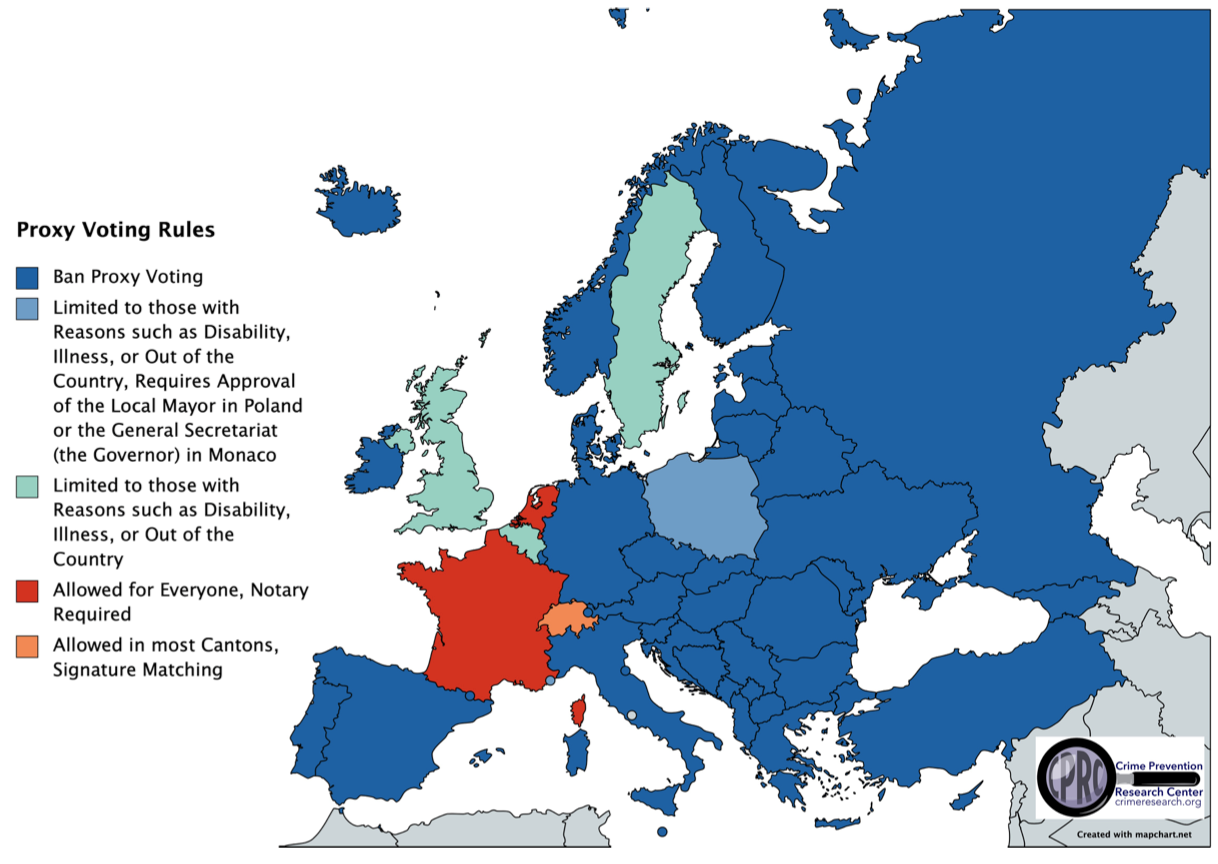 Proxy Voting Rules
Ban Proxy Voting
Limited to those with
Reasons such as Disability,
Illness, or Out of the
Country, Requires Approval
of the Local Mayor in Poland
or the General Secretariat
(the Governor) in Monaco
Limited to those with
Reasons such as Disability,
Illness, or Out of the
Country
Allowed for Everyone, Notary
Required
Allowed in most Cantons,
Signature Matching
CPRC
Crime Prevention
Research Center
crimeresearch.org
Created with mapchart.net